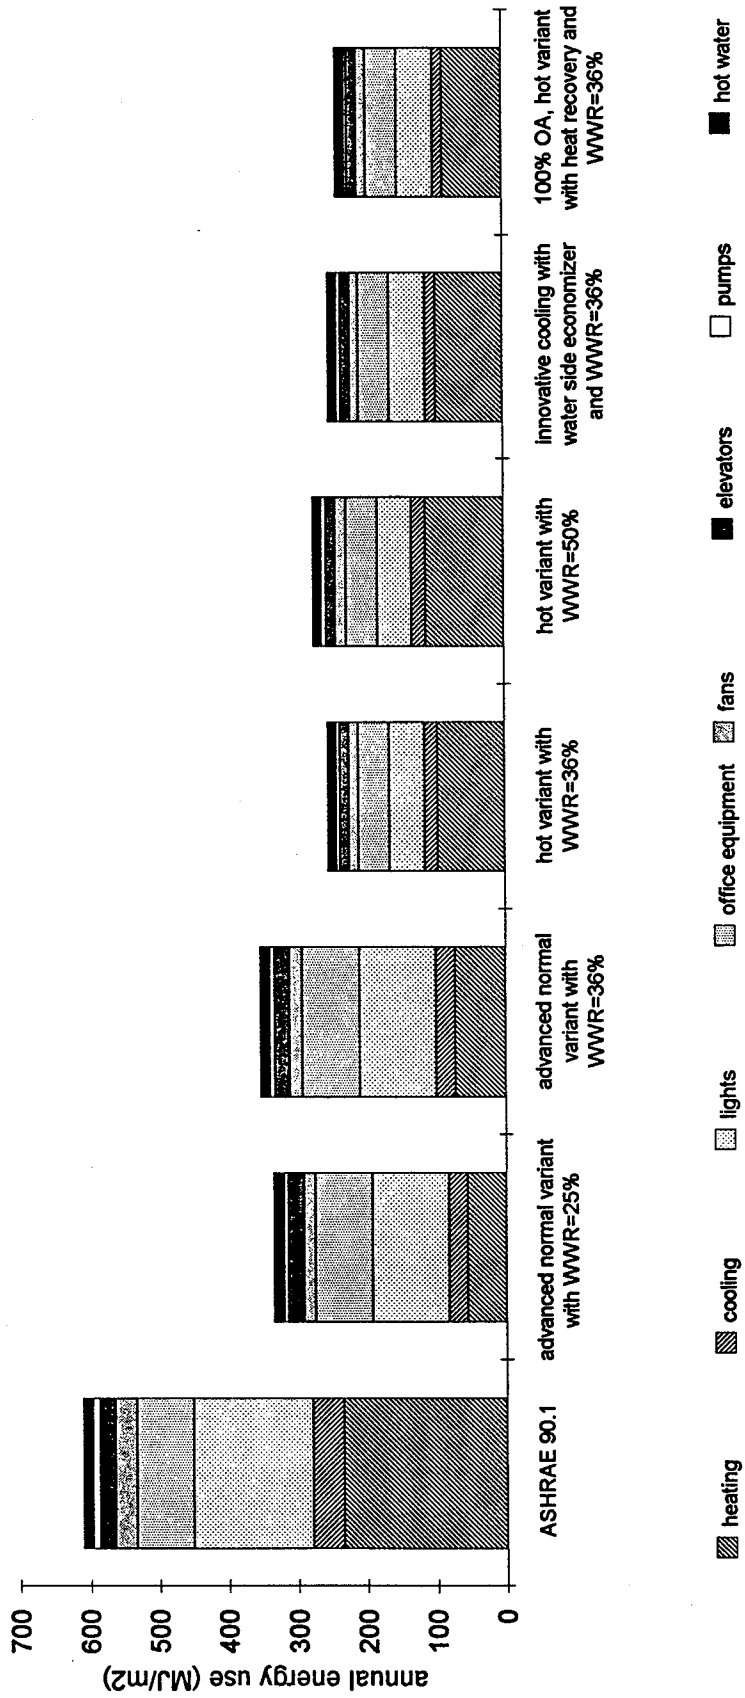 700
600
500
400
300
200
100
0
annual energy use (MJ/m2)
ASHRAE 90.1
advanced normal variant
with WWR=25%
advanced normal
variant with
WWR=36%
hot variant with
WWR=36%
hot variant with
WWR=50%
innovative cooling with
water side economizer
and WWR=36%
100% OA, hot variant
with heat recovery and
WWR=36%
heating
cooling
lights
office equipment
fans
elevators
pumps
hot water